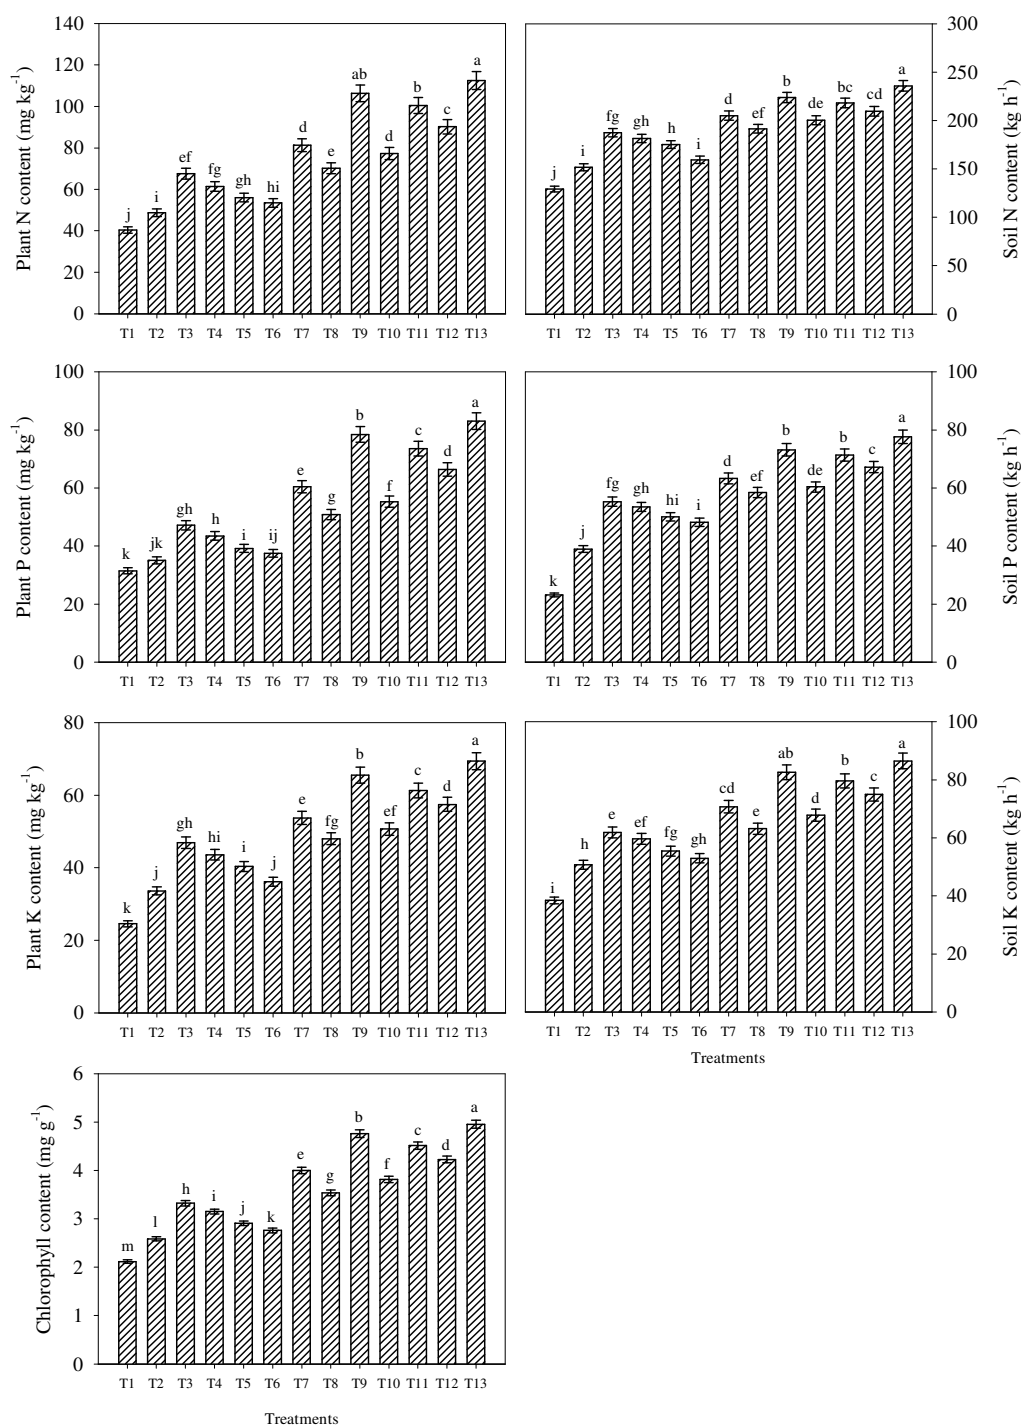 Plant N content (mg kg⁻¹)
140
120
100
80
60
40
20
0
j i ef fg gh hi d e ab d b c a
T1 T2 T3 T4 T5 T6 T7 T8 T9 T10 T11 T12 T13
j i fg gh h i d ef b de bc cd a
T1 T2 T3 T4 T5 T6 T7 T8 T9 T10 T11 T12 T13
300
250
200
150
100
50
0
Soil N content (kg h⁻¹)
Plant P content (mg kg⁻¹)
100
80
60
40
20
0
k jk gh h i ij e g b f c d a
T1 T2 T3 T4 T5 T6 T7 T8 T9 T10 T11 T12 T13
k j fg gh hi i d ef b de b c a
T1 T2 T3 T4 T5 T6 T7 T8 T9 T10 T11 T12 T13
100
80
60
40
20
0
Soil P content (kg h⁻¹)
Plant K content (mg kg⁻¹)
80
60
40
20
0
k j gh hi i j e fg b ef c d a
T1 T2 T3 T4 T5 T6 T7 T8 T9 T10 T11 T12 T13
i h e ef fg gh cd e ab d b c a
T1 T2 T3 T4 T5 T6 T7 T8 T9 T10 T11 T12 T13
100
80
60
40
20
0
Soil K content (kg h⁻¹)
Treatments
Chlorophyll content (mg g⁻¹)
6
5
4
3
2
1
0
m l h i j k e g b f c d a
T1 T2 T3 T4 T5 T6 T7 T8 T9 T10 T11 T12 T13
Treatments